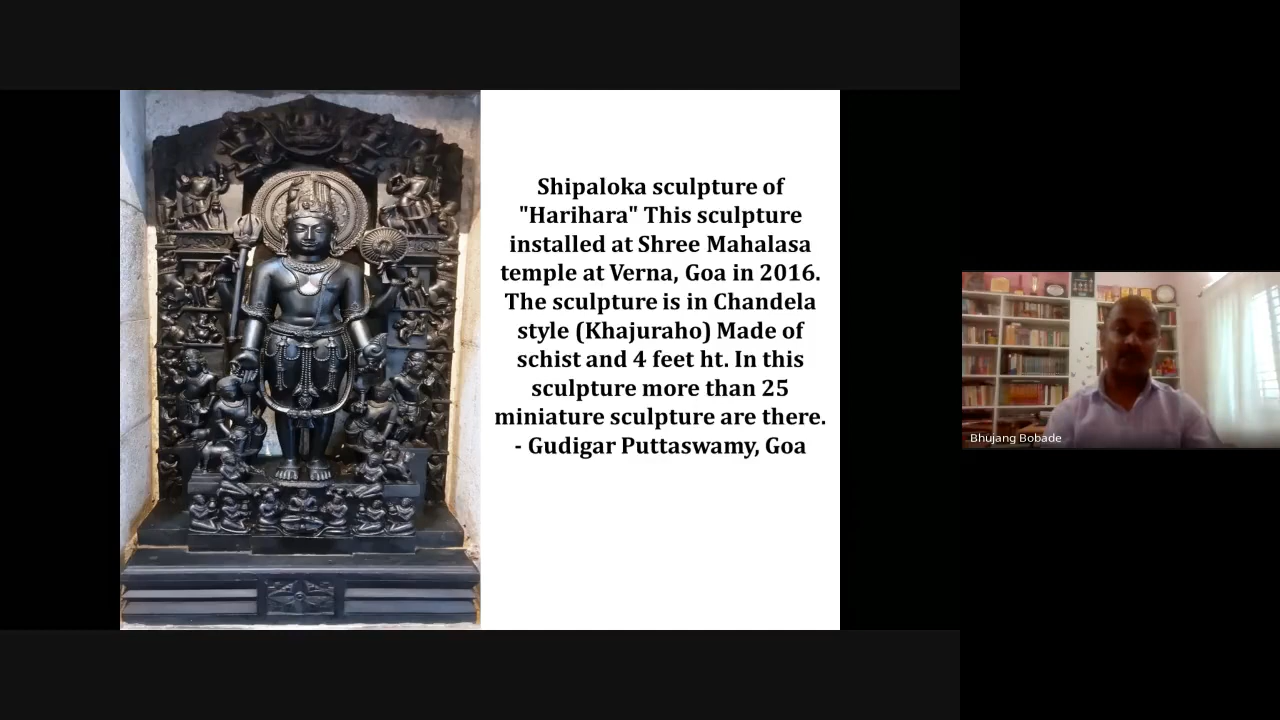 Shipaloka sculpture of
"Harihara" This sculpture
installed at Shree Mahalasa
temple at Verna, Goa in 2016.
The sculpture is in Chandela
style (Khajuraho) Made of
schist and 4 feet ht. In this
sculpture more than 25
miniature sculpture are there.
- Gudigar Puttaswamy, Goa
Bhujang Bobade